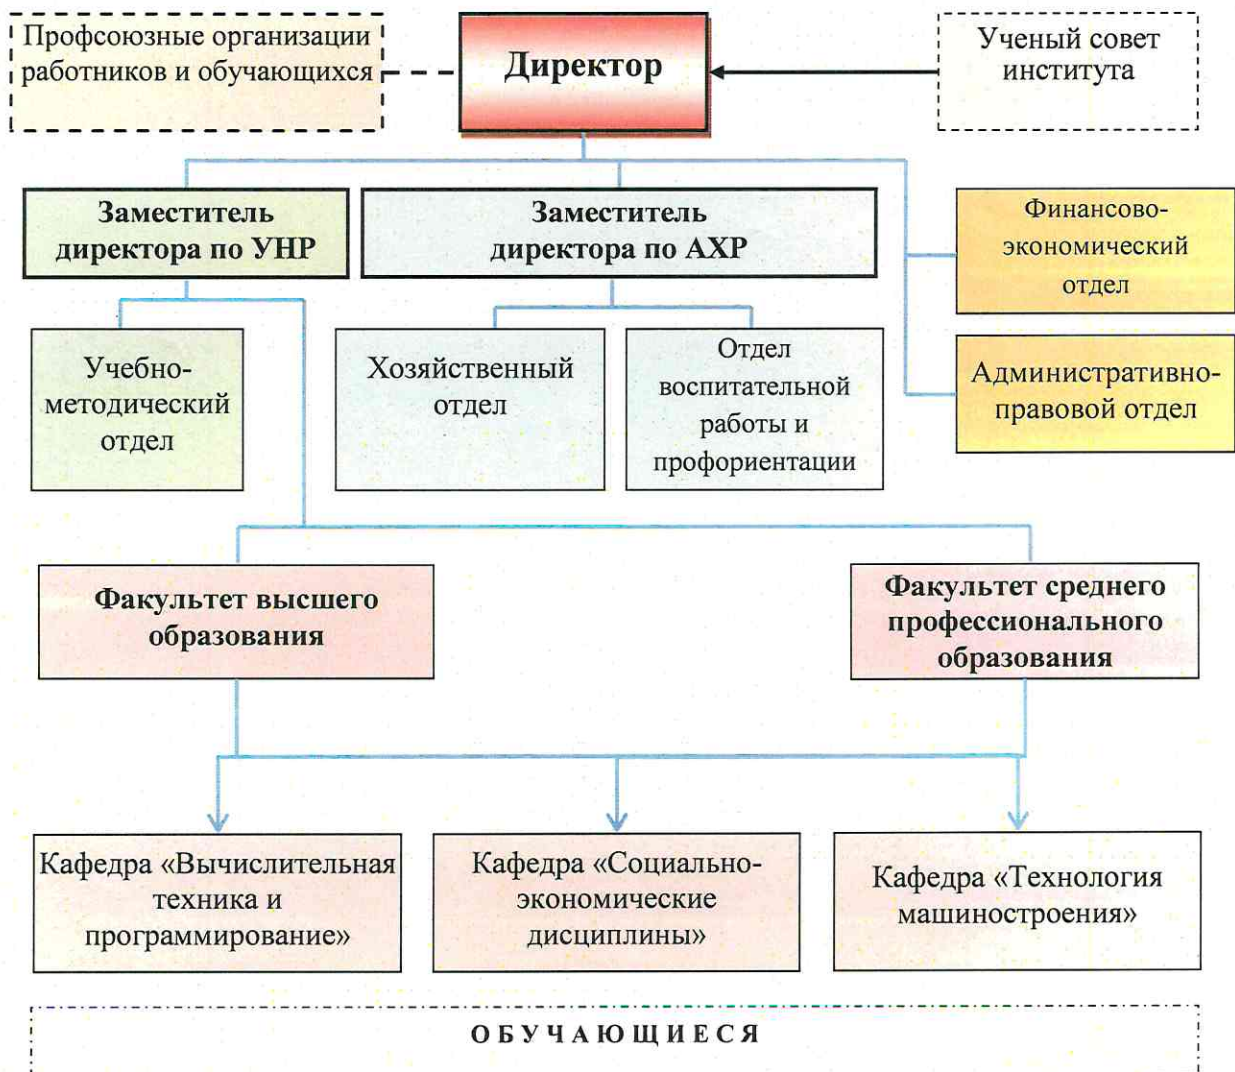 Профсоюзные организации
работников и обучающихся
Директор
Ученый совет
института
Заместитель
директора по УНР
Заместитель
директора по АХР
Финансово-
экономический
отдел
Учебно-
методический
отдел
Хозяйственный
отдел
Отдел
воспитательной
работы и
профориентации
Административно-
правовой отдел
Факультет высшего
образования
Факультет среднего
профессионального
образования
Кафедра «Вычислительная
техника и
программирование»
Кафедра «Социально-
экономические
дисциплины»
Кафедра «Технология
машиностроения»
ОБУЧАЮЩИЕСЯ